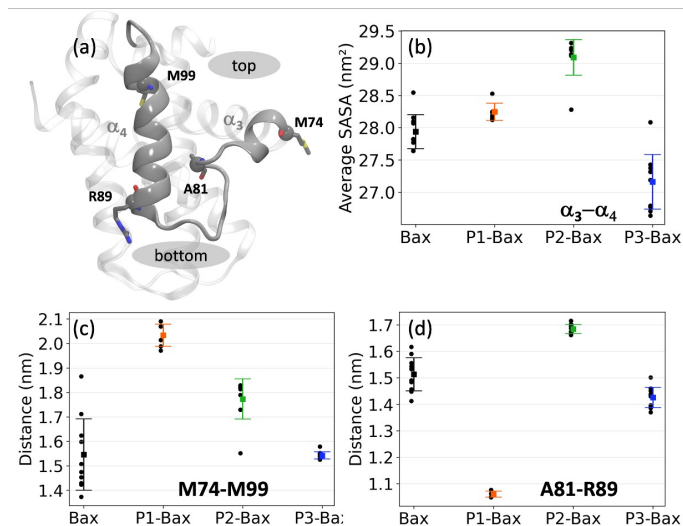 (a)
M99
top
α4
α3
M74
A81
R89
bottom
(b)
Average SASA (nm²)
29.5
29.0
28.5
28.0
27.5
27.0
α3–α4
Bax P1-Bax P2-Bax P3-Bax
(c)
Distance (nm)
2.1
2.0
1.9
1.8
1.7
1.6
1.5
1.4
M74-M99
Bax P1-Bax P2-Bax P3-Bax
(d)
Distance (nm)
1.7
1.6
1.5
1.4
1.3
1.2
1.1
A81-R89
Bax P1-Bax P2-Bax P3-Bax